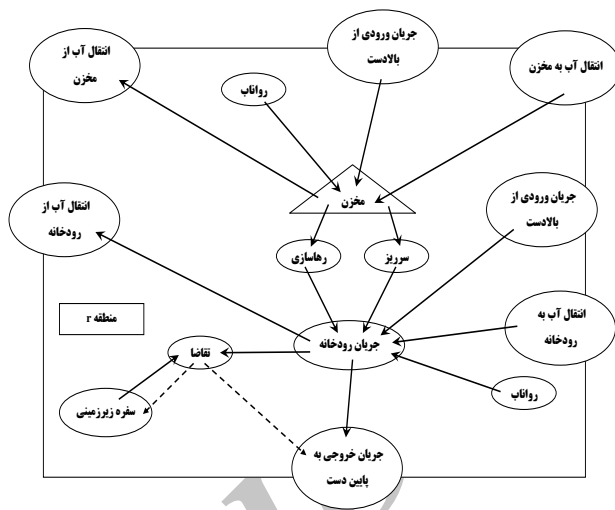 انتقال آب از
مخزن
جریان ورودی از
بالادست
انتقال آب به مخزن
رواناب
مخزن
انتقال آب از
رودخانه
جریان ورودی از
بالادست
رهاسازی
سرریز
منطقه r
جریان رودخانه
انتقال آب به
رودخانه
تقاضا
رواناب
سفره زیرزمینی
جریان خروجی به
پایین دست